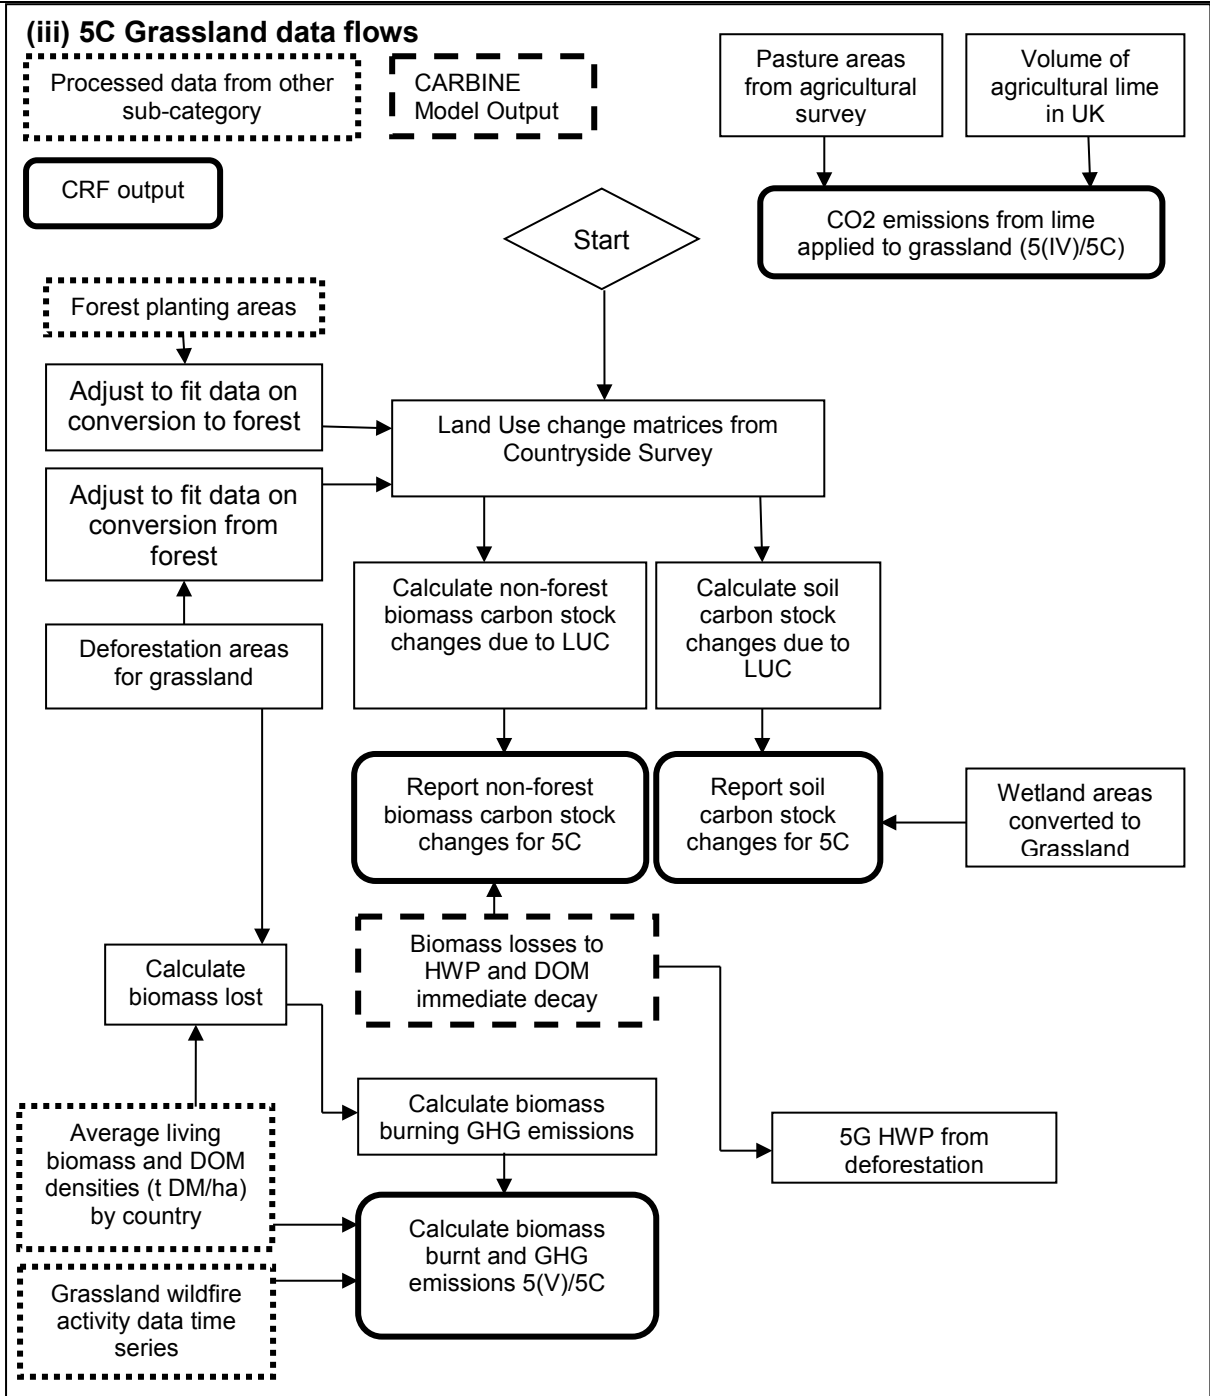 (iii) 5C Grassland data flows
Processed data from other
sub-category
CARBINE
Model Output
Pasture areas
from agricultural
survey
Volume of
agricultural lime
in UK
CRF output
CO2 emissions from lime
applied to grassland (5(IV)/5C)
Start
Forest planting areas
Adjust to fit data on
conversion to forest
Land Use change matrices from
Countryside Survey
Adjust to fit data on
conversion from
forest
Calculate non-forest
biomass carbon stock
changes due to LUC
Calculate soil
carbon stock
changes due to
LUC
Deforestation areas
for grassland
Report non-forest
biomass carbon stock
changes for 5C
Report soil
carbon stock
changes for 5C
Wetland areas
converted to
Grassland
Biomass losses to
HWP and DOM
immediate decay
Calculate
biomass lost
Calculate biomass
burning GHG emissions
5G HWP from
deforestation
Average living
biomass and DOM
densities (t DM/ha)
by country
Calculate biomass
burnt and GHG
emissions 5(V)/5C
Grassland wildfire
activity data time
series